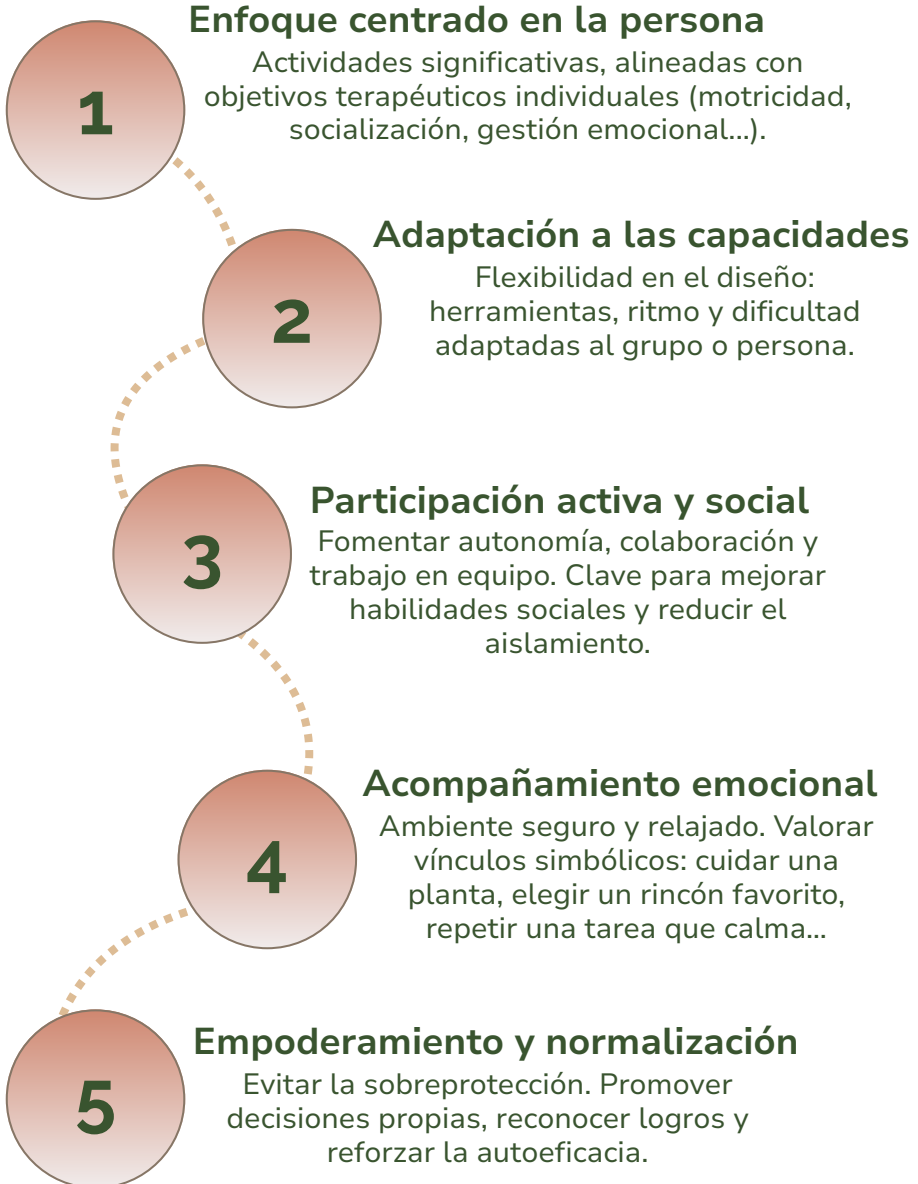 Enfoque centrado en la persona
1
Actividades significativas, alineadas con
objetivos terapéuticos individuales (motricidad,
socialización, gestión emocional...).
Adaptación a las capacidades
2
Flexibilidad en el diseño:
herramientas, ritmo y dificultad
adaptadas al grupo o persona.
Participación activa y social
3
Fomentar autonomía, colaboración y
trabajo en equipo. Clave para mejorar
habilidades sociales y reducir el
aislamiento.
Acompañamiento emocional
4
Ambiente seguro y relajado. Valorar
vínculos simbólicos: cuidar una
planta, elegir un rincón favorito,
repetir una tarea que calma...
Empoderamiento y normalización
5
Evitar la sobreprotección. Promover
decisiones propias, reconocer logros y
reforzar la autoeficacia.